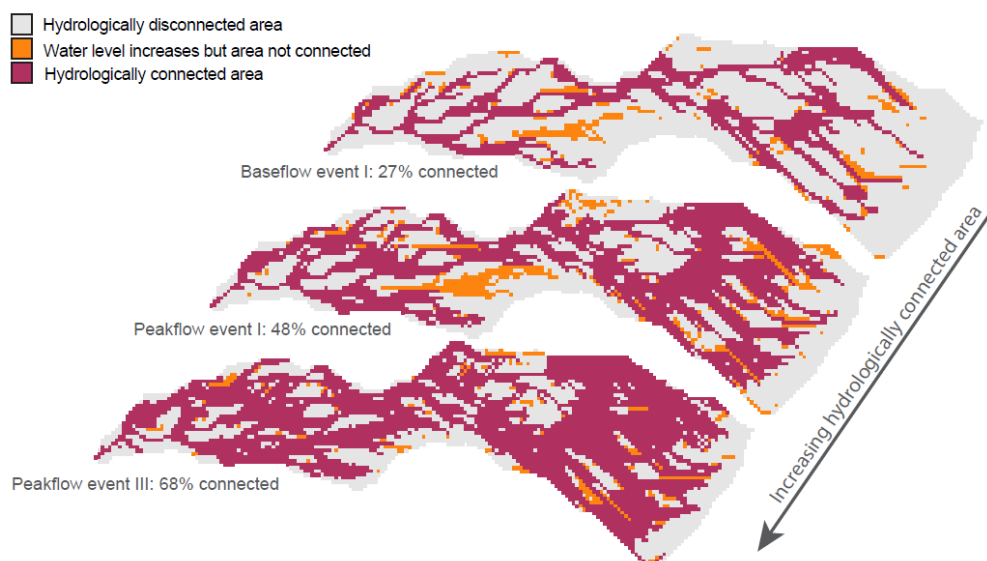 Hydrologically disconnected area
Water level increases but area not connected
Hydrologically connected area
Baseflow event I: 27% connected
Peakflow event I: 48% connected
Peakflow event III: 68% connected
Increasing hydrologically connected area